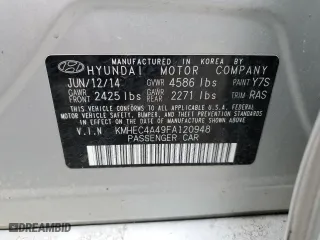 MANUFACTURED IN KOREA BY
HYUNDAI MOTOR COMPANY
JUN/12/14 GVWR 4586 lbs PAINT Y7S
GAWR FRONT 2425 lbs GAWR REAR 2271 lbs TRIM RAS
THIS VEHICLE CONFORMS TO ALL APPLICABLE
FEDERAL MOTOR VEHICLE SAFETY, BUMPER, AND
THEFT PREVENTION STANDARDS IN EFFECT ON
THE DATE OF MANUFACTURE SHOWN ABOVE.
V.I.N KMHEC4A49FA120948
PASSENGER CAR